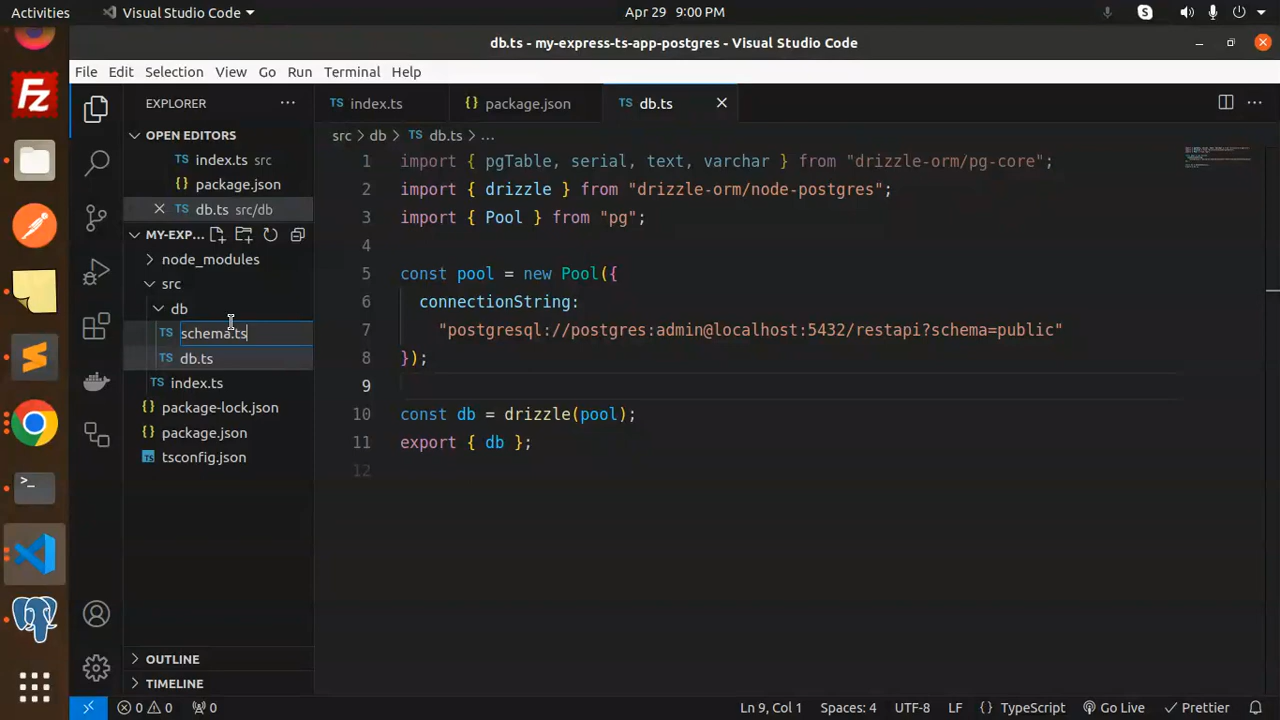 Activities
Visual Studio Code
Apr 29 9:00 PM
db.ts - my-express-ts-app-postgres - Visual Studio Code
File Edit Selection View Go Run Terminal Help
EXPLORER
index.ts
package.json
db.ts
OPEN EDITORS
src > db > TS db.ts > ...
TS index.ts src
{} package.json
TS db.ts src/db
MY-EXP...
node_modules
src
db
TS schema.ts
TS db.ts
TS index.ts
{} package-lock.json
{} package.json
TS tsconfig.json
OUTLINE
TIMELINE
1 import { pgTable, serial, text, varchar } from "drizzle-orm/pg-core";
2 import { drizzle } from "drizzle-orm/node-postgres";
3 import { Pool } from "pg";
4
5 const pool = new Pool({
6 connectionString:
7 "postgresql://postgres:admin@localhost:5432/restapi?schema=public"
8 });
9
10 const db = drizzle(pool);
11 export { db };
12
0 0 0 Ln 9, Col 1 Spaces: 4 UTF-8 LF {} TypeScript Go Live Prettier